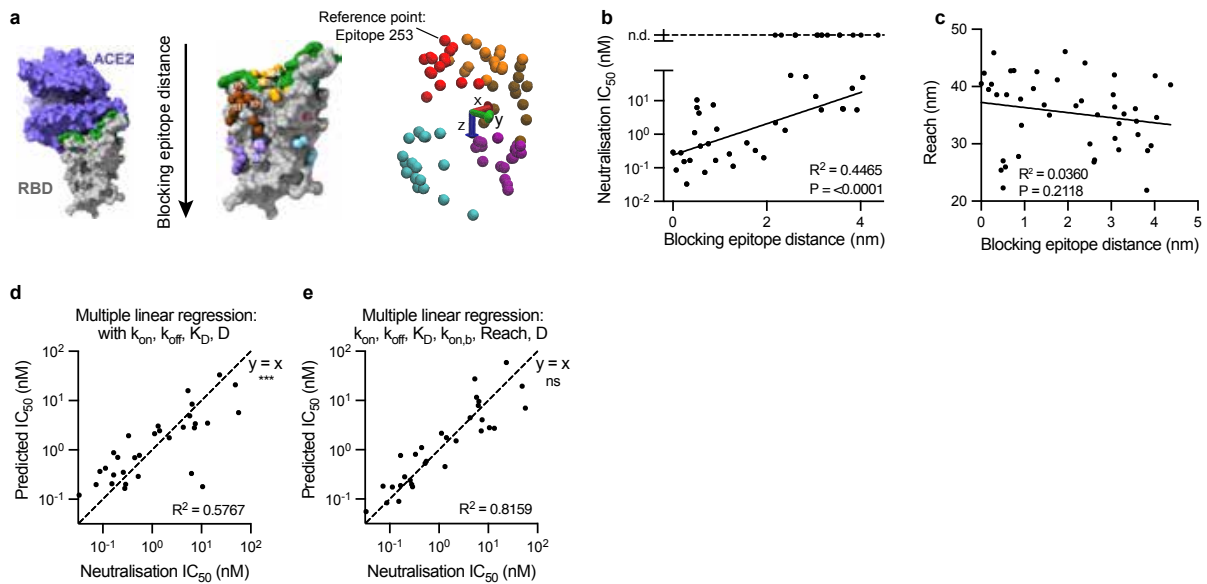 a
ACE2
RBD
Blocking epitope distance
Reference point:
Epitope 253
x
y
z
b
n.d.
10²
10⁰
10⁻¹
10⁻²
Neutralisation IC₅₀ (nM)
R² = 0.4465
P = <0.0001
0
2
4
Blocking epitope distance (nm)
c
Reach (nm)
50
40
30
20
R² = 0.0360
P = 0.2118
0
1
2
3
4
5
Blocking epitope distance (nm)
d
Multiple linear regression:
with kon, koff, KD, D
Predicted IC₅₀ (nM)
10²
10¹
10⁰
10⁻¹
y = x
***
R² = 0.5767
10⁻¹
10⁰
10¹
10²
Neutralisation IC₅₀ (nM)
e
Multiple linear regression:
kon, koff, KD, kon,b, Reach, D
Predicted IC₅₀ (nM)
10²
10¹
10⁰
10⁻¹
y = x
ns
R² = 0.8159
10⁻¹
10⁰
10¹
10²
Neutralisation IC₅₀ (nM)